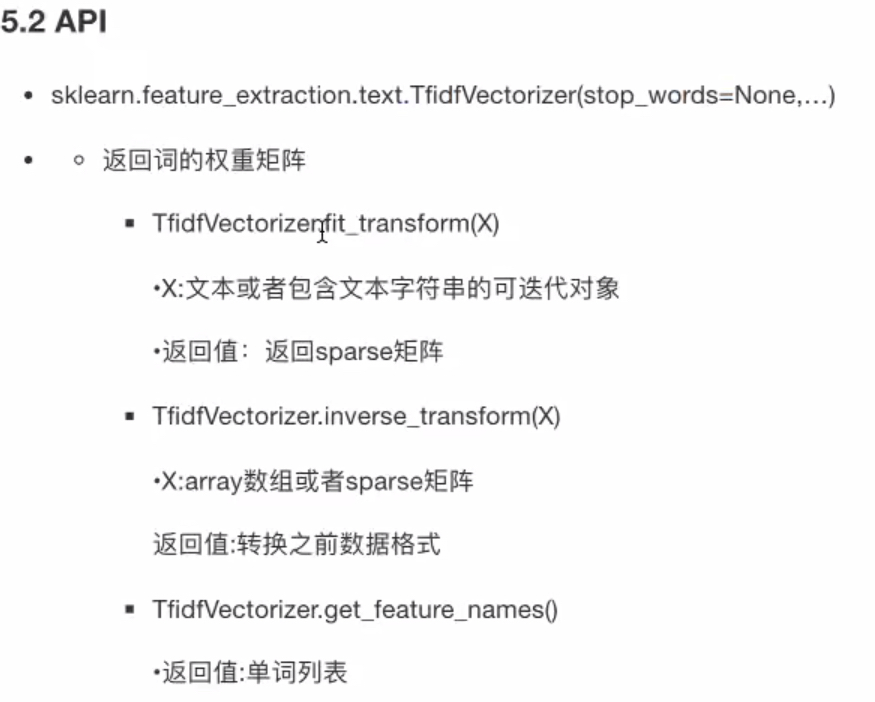 5.2 API
• sklearn.feature_extraction.text.TfidfVectorizer(stop_words=None,…)
• ◦ 返回词的权重矩阵
▪ TfidfVectorizer.fit_transform(X)
•X:文本或者包含文本字符串的可迭代对象
•返回值：返回sparse矩阵
▪ TfidfVectorizer.inverse_transform(X)
•X:array数组或者sparse矩阵
返回值:转换之前数据格式
▪ TfidfVectorizer.get_feature_names()
•返回值:单词列表